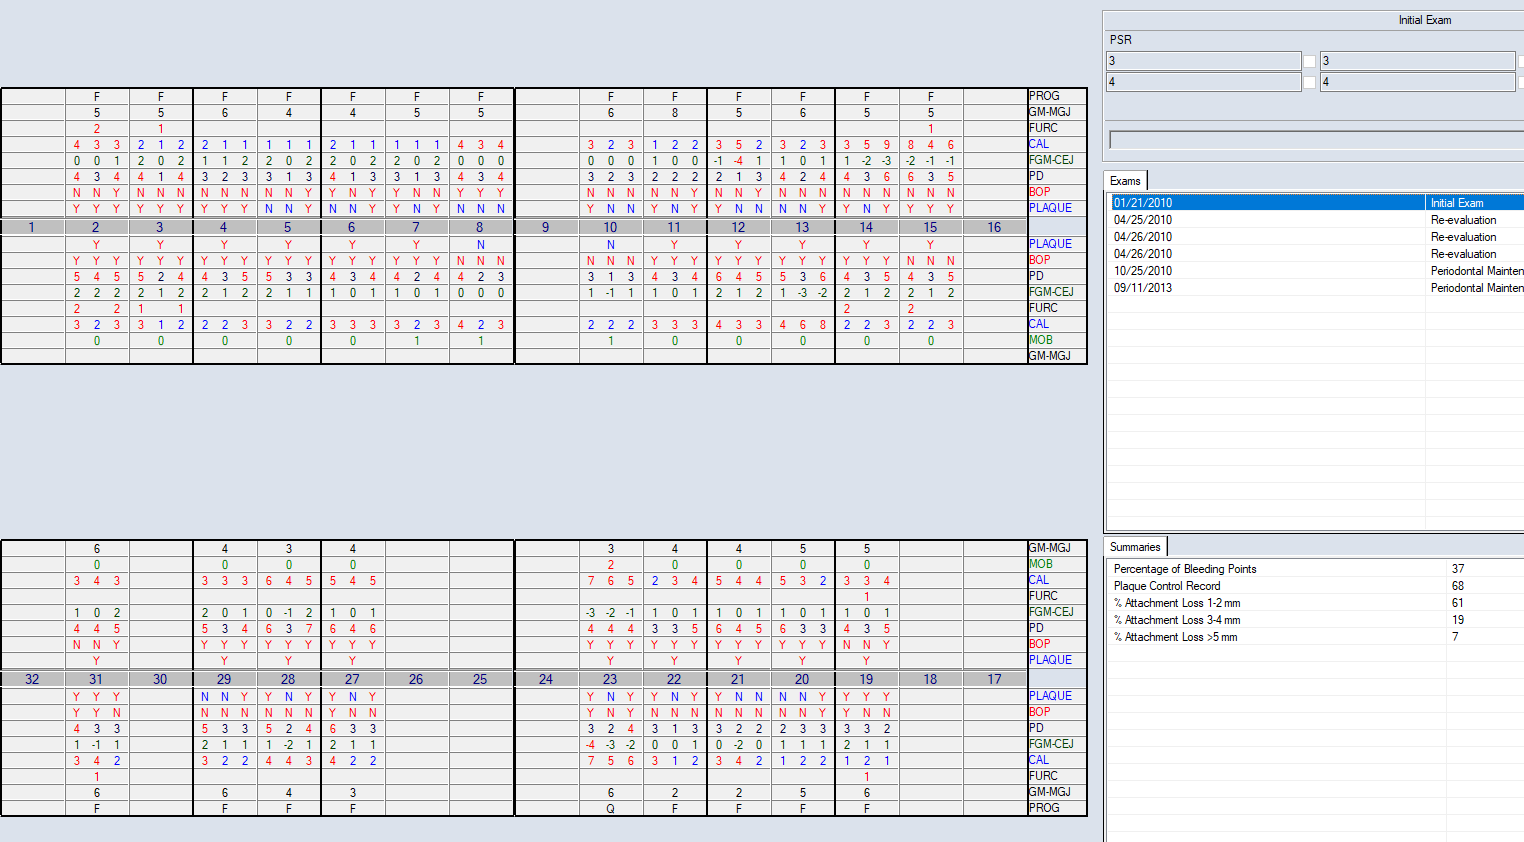 Initial Exam
PSR
3 3
4 4
F F F F F F F F F F F F F PROG
5 5 6 4 4 5 5 6 8 5 6 5 5 GM-MGJ
2 1 1 FURC
4 3 3 2 1 2 2 1 1 1 1 1 2 1 1 1 1 1 4 3 4 3 2 3 1 2 2 3 5 2 3 2 3 3 5 9 8 4 6 CAL
0 0 1 2 0 2 1 1 2 2 0 2 2 0 2 2 0 2 0 0 0 0 0 0 1 0 0 -1 -4 1 1 0 1 1 -2 -3 -2 -1 -1 FGM-CEJ
4 3 4 4 1 4 3 2 3 3 1 3 4 1 3 3 1 3 4 3 4 3 2 3 2 2 2 2 1 3 4 2 4 4 3 6 6 3 5 PD
N N Y N N N N N N N N Y Y N Y N N Y Y Y Y N N N N Y N N N Y N N N N N N N N N BOP
Y Y Y Y Y Y Y Y Y N N Y N N Y Y N Y N N N Y N N Y N Y Y N N N N Y Y N Y Y Y Y PLAQUE
1 2 3 4 5 6 7 8 9 10 11 12 13 14 15 16
Y Y Y Y Y Y N N Y Y Y Y Y PLAQUE
Y Y Y Y Y Y Y Y Y Y Y Y Y Y Y Y Y Y N N N N N N Y Y Y Y Y Y Y Y Y Y Y Y N N N BOP
5 4 5 5 2 4 4 3 5 5 3 3 4 3 4 4 2 4 4 2 3 3 1 3 4 3 4 6 4 5 5 3 6 4 3 5 4 3 5 PD
2 2 2 2 1 2 2 1 2 2 1 1 1 0 1 1 0 1 0 0 0 1 -1 1 1 0 1 2 1 2 1 -3 -2 2 1 2 2 1 2 FGM-CEJ
2 2 1 1 2 2 FURC
3 2 3 3 1 2 2 2 3 3 2 2 3 3 3 3 2 3 4 2 3 2 2 2 3 3 3 4 3 3 4 6 8 2 2 3 2 2 3 CAL
0 0 0 0 0 1 1 1 0 0 0 0 0 MOB
GM-MGJ
6 4 3 4 3 4 4 5 5 GM-MGJ
0 0 0 0 2 0 0 0 0 MOB
3 4 3 3 3 3 6 4 5 5 4 5 7 6 5 2 3 4 5 4 4 5 3 2 3 3 4 CAL
1 FURC
1 0 2 2 0 1 0 -1 2 1 0 1 -3 -2 -1 1 0 1 1 0 1 1 0 1 1 0 1 FGM-CEJ
4 4 5 5 3 4 6 3 7 6 4 6 4 4 4 3 3 5 6 4 5 6 3 3 4 3 5 PD
N N Y Y Y Y Y Y Y Y Y Y Y Y Y Y Y Y Y Y Y Y Y Y N N Y BOP
Y Y Y Y Y Y Y Y Y PLAQUE
32 31 30 29 28 27 26 25 24 23 22 21 20 19 18 17
Y Y Y N N Y Y N Y Y N Y Y N Y Y N Y Y N N N N Y Y Y Y PLAQUE
Y Y N N N N N N N Y N N Y N Y N N N N N N N N Y Y N N BOP
4 3 3 5 3 3 5 2 4 6 3 3 3 2 4 3 1 3 3 2 2 2 3 3 3 3 2 PD
1 -1 1 2 1 1 1 -2 1 2 1 1 -4 -3 -2 0 0 1 0 -2 0 1 1 1 2 1 1 FGM-CEJ
3 4 2 3 2 2 4 4 3 4 2 2 7 5 6 3 1 2 3 4 2 1 2 2 1 2 1 CAL
1 1 FURC
6 6 4 3 6 2 2 5 6 GM-MGJ
F F F F Q F F F F PROG
Exams
01/21/2010 Initial Exam
04/25/2010 Re-evaluation
04/26/2010 Re-evaluation
04/26/2010 Re-evaluation
10/25/2010 Periodontal Mainten
09/11/2013 Periodontal Mainten
Summaries
Percentage of Bleeding Points 37
Plaque Control Record 68
% Attachment Loss 1-2 mm 61
% Attachment Loss 3-4 mm 19
% Attachment Loss >5 mm 7